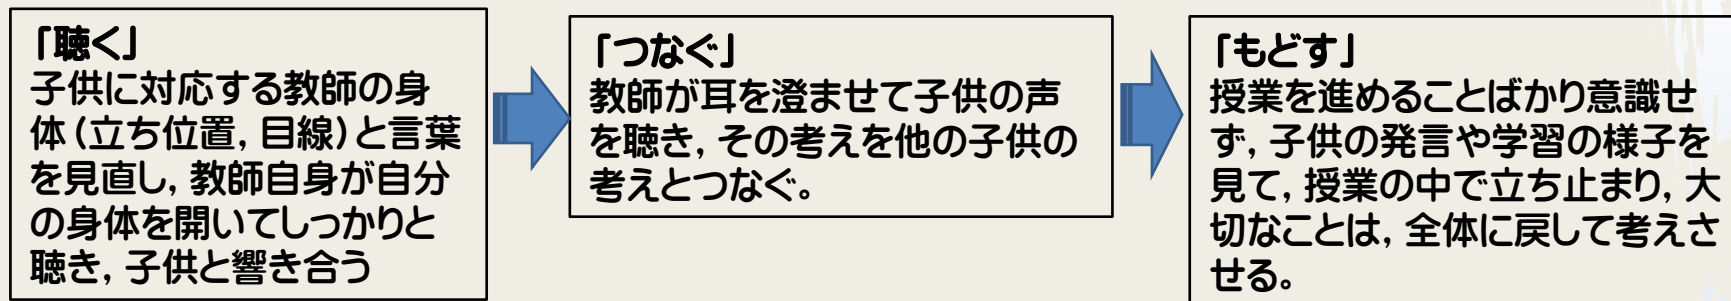 「聴く」
子供に対応する教師の身
体（立ち位置，目線）と言葉
を見直し，教師自身が自分
の身体を開いてしっかりと
聴き，子供と響き合う
「つなぐ」
教師が耳を澄ませて子供の声
を聴き，その考えを他の子供の
考えとつなぐ。
「もどす」
授業を進めることばかり意識せ
ず，子供の発言や学習の様子を
見て，授業の中で立ち止まり，大
切なことは，全体に戻して考えさ
せる。